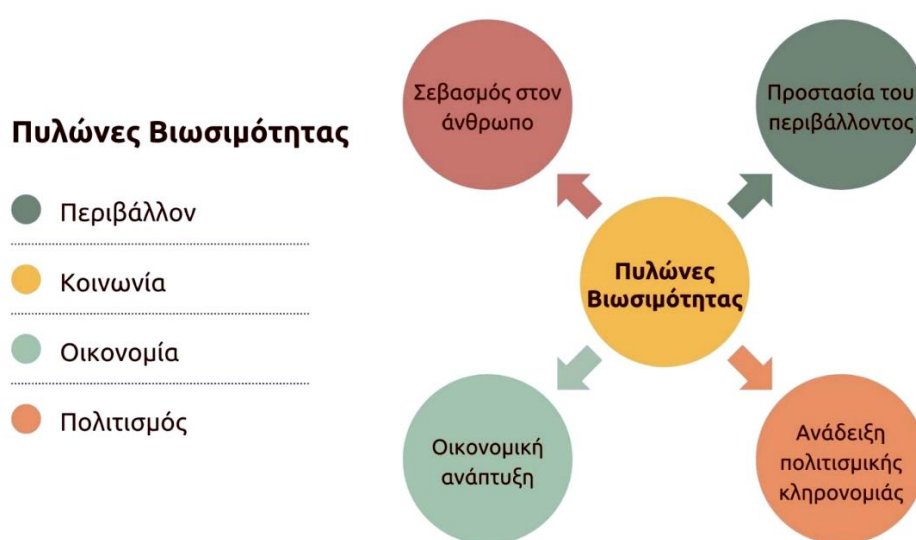 Πυλώνες Βιωσιμότητας
Περιβάλλον
Κοινωνία
Οικονομία
Πολιτισμός
Σεβασμός στον
άνθρωπο
Προστασία του
περιβάλλοντος
Πυλώνες
Βιωσιμότητας
Οικονομική
ανάπτυξη
Ανάδειξη
πολιτισμικής
κληρονομιάς